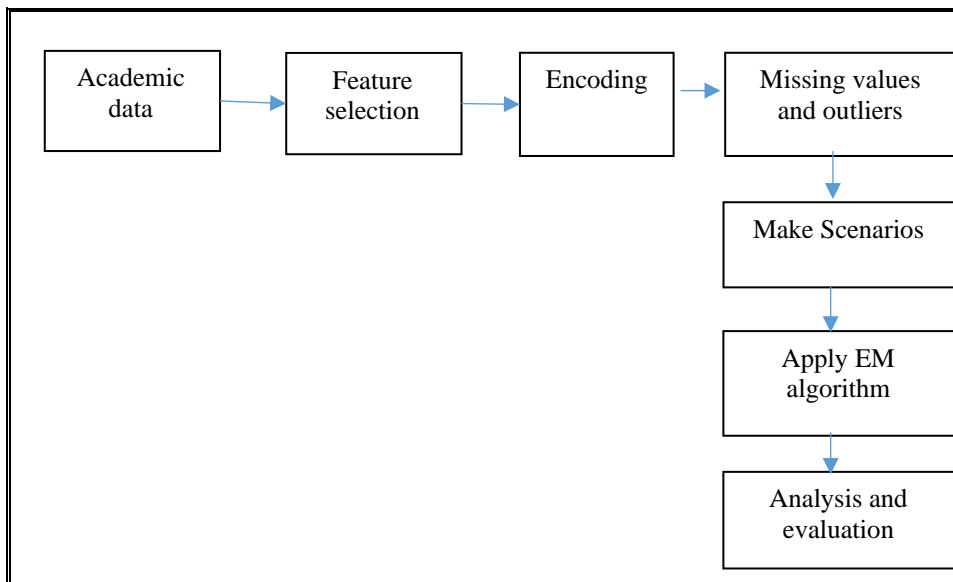 Academic
data
Feature
selection
Encoding
Missing values
and outliers
Make Scenarios
Apply EM
algorithm
Analysis and
evaluation